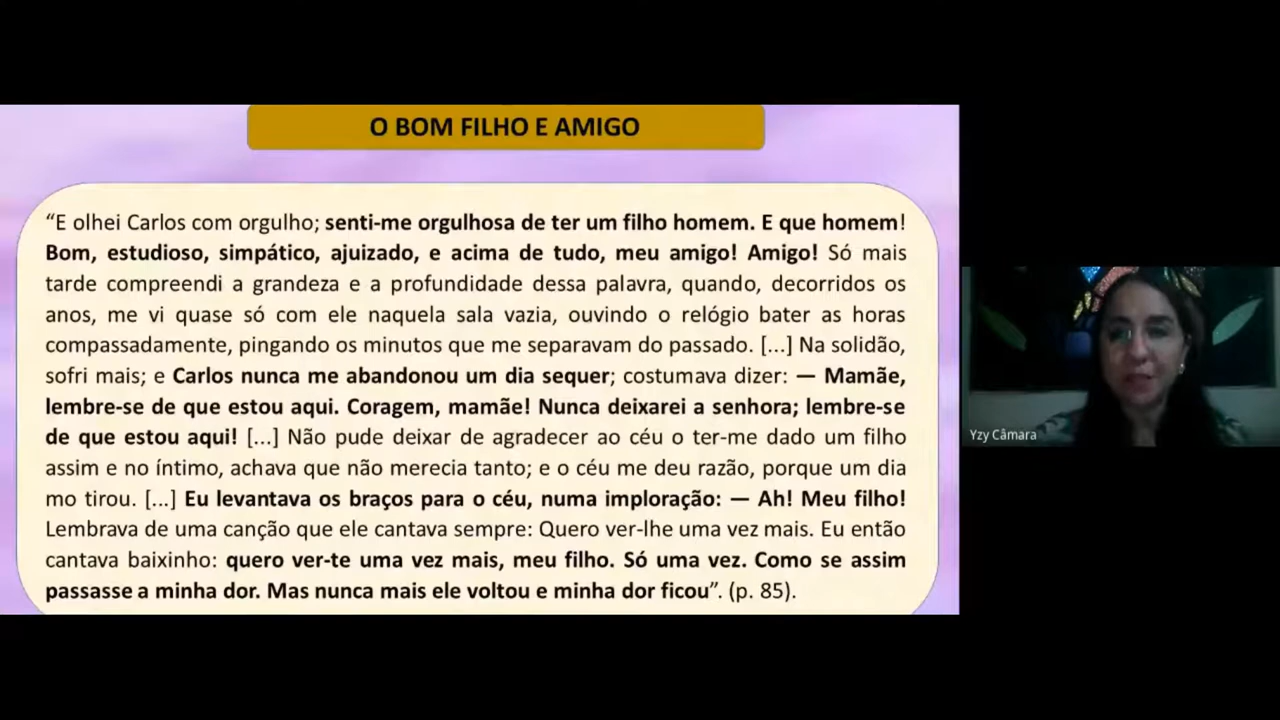 O BOM FILHO E AMIGO
“E olhei Carlos com orgulho; senti-me orgulhosa de ter um filho homem. E que homem!
Bom, estudioso, simpático, ajuizado, e acima de tudo, meu amigo! Amigo! Só mais
tarde compreendi a grandeza e a profundidade dessa palavra, quando, decorridos os
anos, me vi quase só com ele naquela sala vazia, ouvindo o relógio bater as horas
compassadamente, pingando os minutos que me separavam do passado. [...] Na solidão,
sofri mais; e Carlos nunca me abandonou um dia sequer; costumava dizer: — Mamãe,
lembre-se de que estou aqui. Coragem, mamãe! Nunca deixarei a senhora; lembre-se
de que estou aqui! [...] Não pude deixar de agradecer ao céu o ter-me dado um filho
assim e no íntimo, achava que não merecia tanto; e o céu me deu razão, porque um dia
mo tirou. [...] Eu levantava os braços para o céu, numa imploração: — Ah! Meu filho!
Lembrava de uma canção que ele cantava sempre: Quero ver-lhe uma vez mais. Eu então
cantava baixinho: quero ver-te uma vez mais, meu filho. Só uma vez. Como se assim
passasse a minha dor. Mas nunca mais ele voltou e minha dor ficou”. (p. 85).
Yzy Câmara